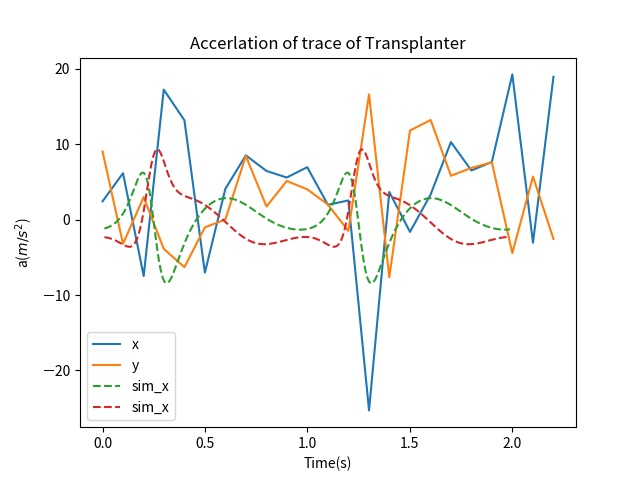 Accerlation of trace of Transplanter
a(m/s²)
20
10
0
−10
−20
x
y
sim_x
sim_x
0.0 0.5 1.0 1.5 2.0
Time(s)